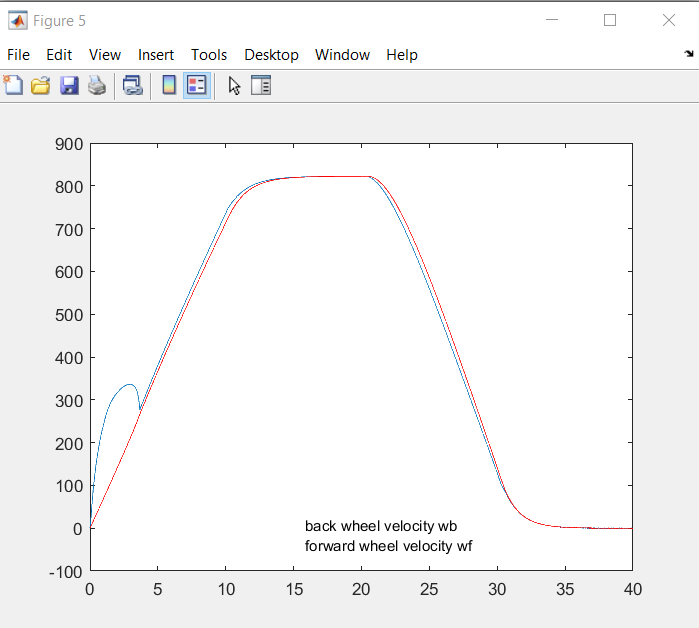 Figure 5
File Edit View Insert Tools Desktop Window Help
900
800
700
600
500
400
300
200
100
0
-100
back wheel velocity wb
forward wheel velocity wf
0 5 10 15 20 25 30 35 40